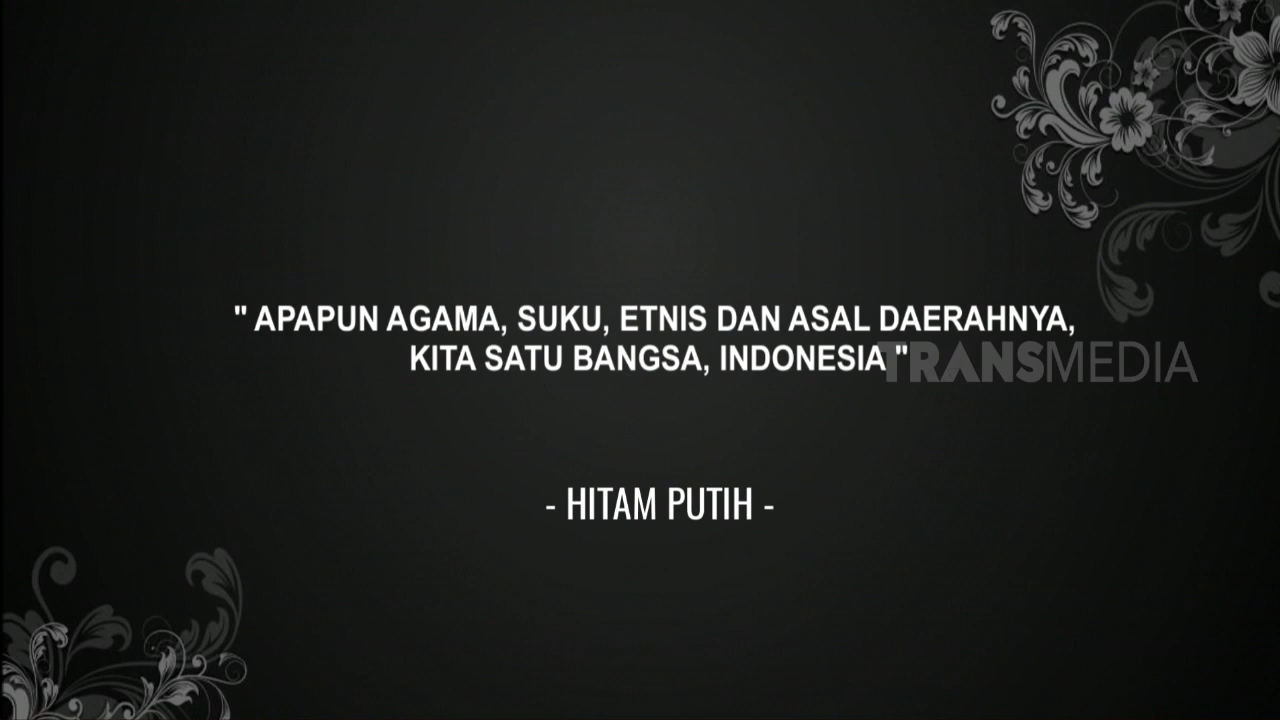 " APAPUN AGAMA, SUKU, ETNIS DAN ASAL DAERAHNYA,
KITA SATU BANGSA, INDONESIA "
TRANSMEDIA
- HITAM PUTIH -